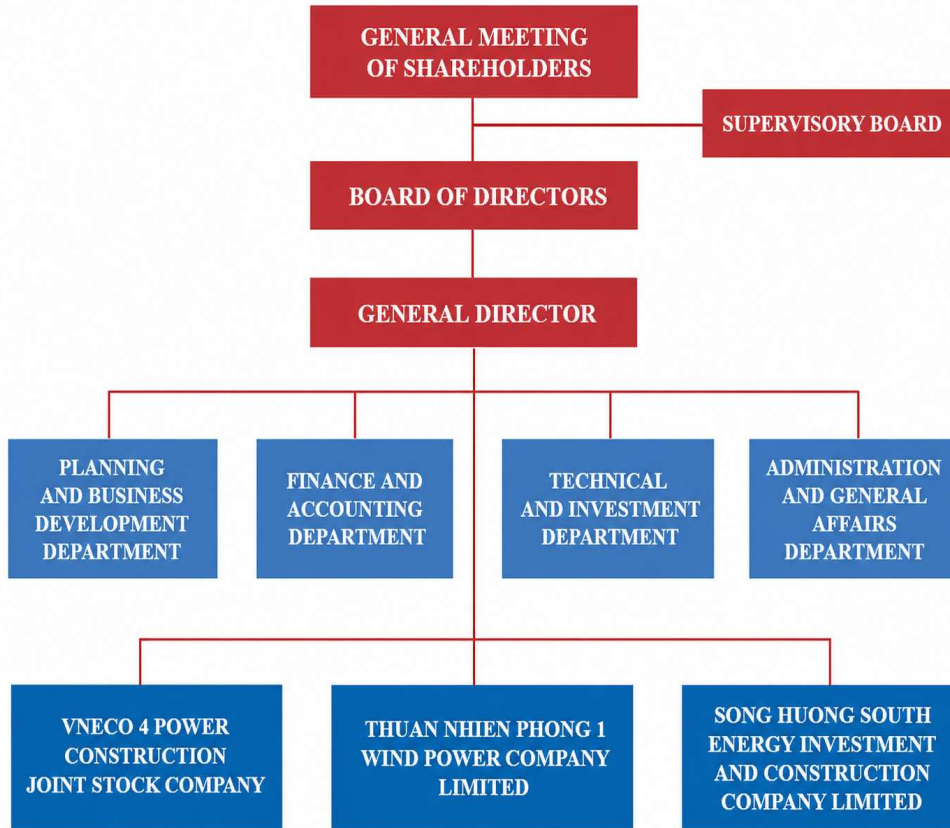 GENERAL MEETING
OF SHAREHOLDERS
SUPERVISORY BOARD
BOARD OF DIRECTORS
GENERAL DIRECTOR
PLANNING
AND BUSINESS
DEVELOPMENT
DEPARTMENT
FINANCE AND
ACCOUNTING
DEPARTMENT
TECHNICAL
AND INVESTMENT
DEPARTMENT
ADMINISTRATION
AND GENERAL
AFFAIRS
DEPARTMENT
VNECO 4 POWER
CONSTRUCTION
JOINT STOCK COMPANY
THUAN NHIEN PHONG 1
WIND POWER COMPANY
LIMITED
SONG HUONG SOUTH
ENERGY INVESTMENT
AND CONSTRUCTION
COMPANY LIMITED